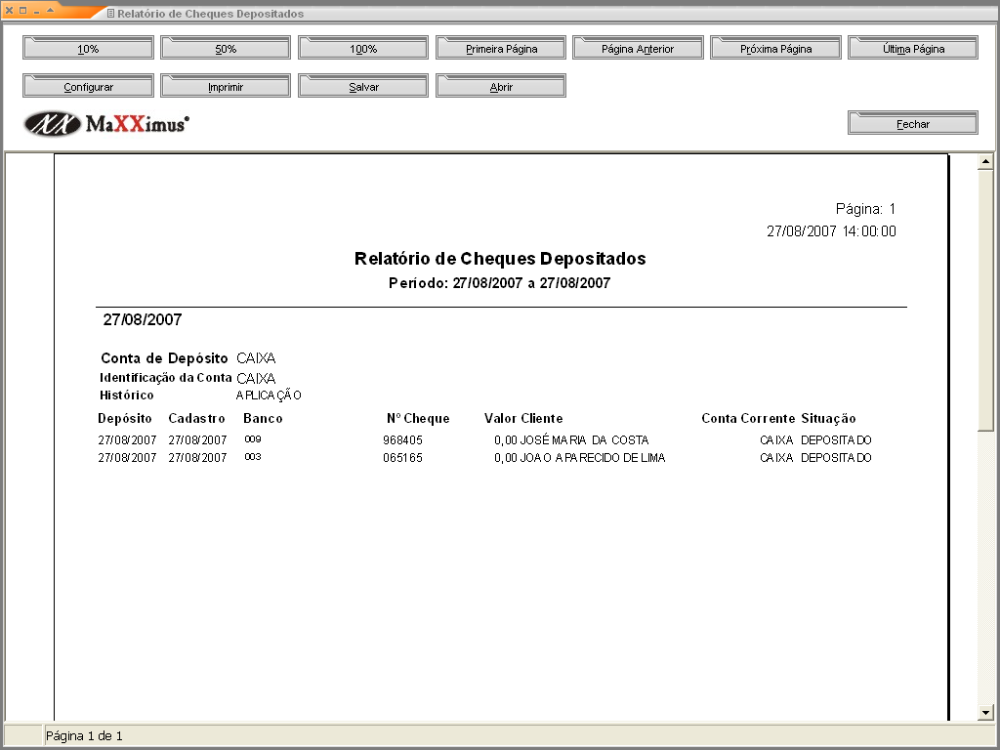 Relatório de Cheques Depositados
10% 50% 100% Primeira Página Página Anterior Próxima Página Última Página
Configurar Imprimir Salvar Abrir
XX MaXXimus Fechar
Página: 1
27/08/2007 14:00:00
Relatório de Cheques Depositados
Período: 27/08/2007 a 27/08/2007
27/08/2007
Conta de Depósito CAIXA
Identificação da Conta CAIXA
Histórico APLICAÇÃO
Depósito Cadastro Banco Nº Cheque Valor Cliente Conta Corrente Situação
27/08/2007 27/08/2007 009 968405 0,00 JOSÉ MARIA DA COSTA CAIXA DEPOSITADO
27/08/2007 27/08/2007 003 065165 0,00 JOAO APARECIDO DE LIMA CAIXA DEPOSITADO
Página 1 de 1